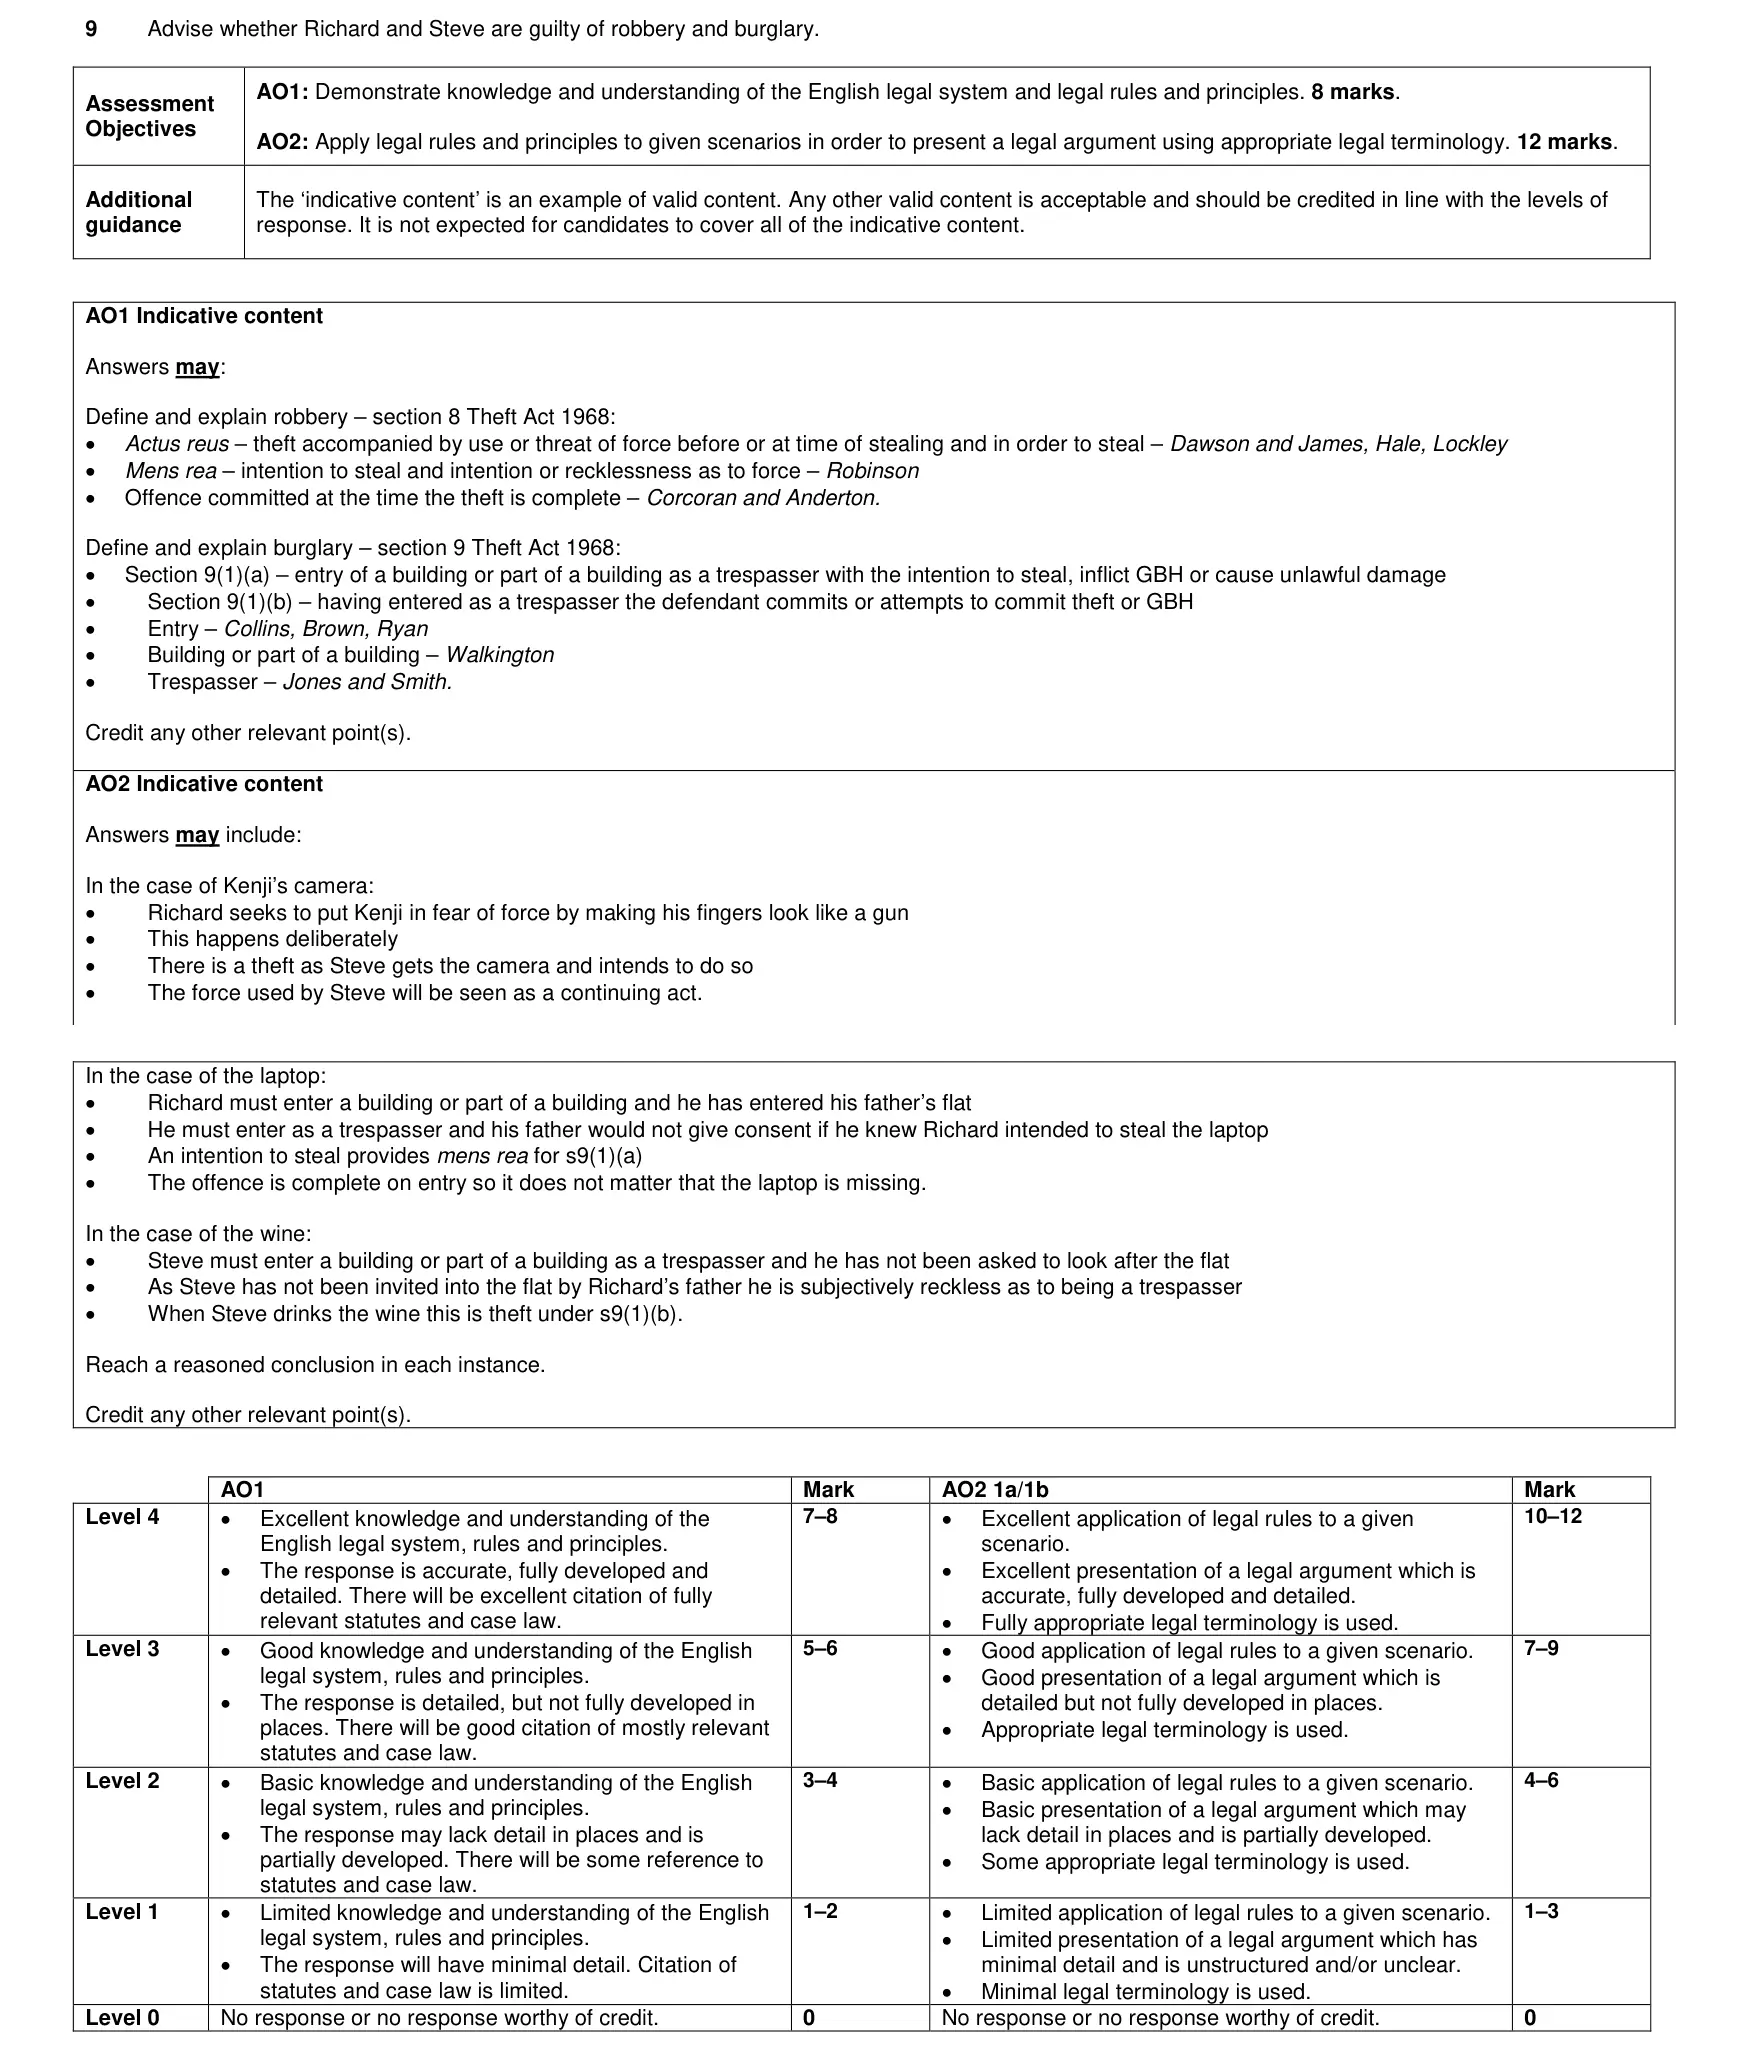 9 Advise whether Richard and Steve are guilty of robbery and burglary.
Assessment
Objectives
AO1: Demonstrate knowledge and understanding of the English legal system and legal rules and principles. 8 marks.
AO2: Apply legal rules and principles to given scenarios in order to present a legal argument using appropriate legal terminology. 12 marks.
Additional
guidance
The ‘indicative content’ is an example of valid content. Any other valid content is acceptable and should be credited in line with the levels of
response. It is not expected for candidates to cover all of the indicative content.
AO1 Indicative content
Answers may:
Define and explain robbery – section 8 Theft Act 1968:
• Actus reus – theft accompanied by use or threat of force before or at time of stealing and in order to steal – Dawson and James, Hale, Lockley
• Mens rea – intention to steal and intention or recklessness as to force – Robinson
• Offence committed at the time the theft is complete – Corcoran and Anderton.
Define and explain burglary – section 9 Theft Act 1968:
• Section 9(1)(a) – entry of a building or part of a building as a trespasser with the intention to steal, inflict GBH or cause unlawful damage
• Section 9(1)(b) – having entered as a trespasser the defendant commits or attempts to commit theft or GBH
• Entry – Collins, Brown, Ryan
• Building or part of a building – Walkington
• Trespasser – Jones and Smith.
Credit any other relevant point(s).
AO2 Indicative content
Answers may include:
In the case of Kenji’s camera:
• Richard seeks to put Kenji in fear of force by making his fingers look like a gun
• This happens deliberately
• There is a theft as Steve gets the camera and intends to do so
• The force used by Steve will be seen as a continuing act.
In the case of the laptop:
• Richard must enter a building or part of a building and he has entered his father’s flat
• He must enter as a trespasser and his father would not give consent if he knew Richard intended to steal the laptop
• An intention to steal provides mens rea for s9(1)(a)
• The offence is complete on entry so it does not matter that the laptop is missing.
In the case of the wine:
• Steve must enter a building or part of a building as a trespasser and he has not been asked to look after the flat
• As Steve has not been invited into the flat by Richard’s father he is subjectively reckless as to being a trespasser
• When Steve drinks the wine this is theft under s9(1)(b).
Reach a reasoned conclusion in each instance.
Credit any other relevant point(s).
AO1 Mark AO2 1a/1b Mark
Level 4
• Excellent knowledge and understanding of the
English legal system, rules and principles.
• The response is accurate, fully developed and
detailed. There will be excellent citation of fully
relevant statutes and case law.
7–8
• Excellent application of legal rules to a given
scenario.
• Excellent presentation of a legal argument which is
accurate, fully developed and detailed.
• Fully appropriate legal terminology is used.
10–12
Level 3
• Good knowledge and understanding of the English
legal system, rules and principles.
• The response is detailed, but not fully developed in
places. There will be good citation of mostly relevant
statutes and case law.
5–6
• Good application of legal rules to a given scenario.
• Good presentation of a legal argument which is
detailed but not fully developed in places.
• Appropriate legal terminology is used.
7–9
Level 2
• Basic knowledge and understanding of the English
legal system, rules and principles.
• The response may lack detail in places and is
partially developed. There will be some reference to
statutes and case law.
3–4
• Basic application of legal rules to a given scenario.
• Basic presentation of a legal argument which may
lack detail in places and is partially developed.
• Some appropriate legal terminology is used.
4–6
Level 1
• Limited knowledge and understanding of the English
legal system, rules and principles.
• The response will have minimal detail. Citation of
statutes and case law is limited.
1–2
• Limited application of legal rules to a given scenario.
• Limited presentation of a legal argument which has
minimal detail and is unstructured and/or unclear.
• Minimal legal terminology is used.
1–3
Level 0 No response or no response worthy of credit. 0 No response or no response worthy of credit. 0